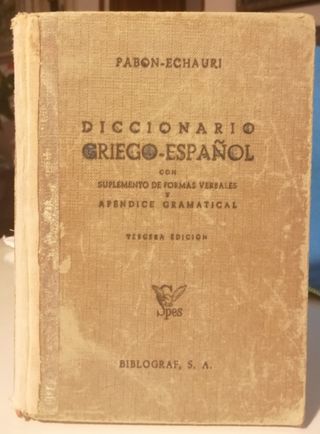 PABON-ECHAURI
DICCIONARIO
GRIEGO-ESPAÑOL
CON
SUPLEMENTO DE FORMAS VERBALES
Y
APENDICE GRAMATICAL
TERCERA EDICION
Spes
BIBLOGRAF, S. A.